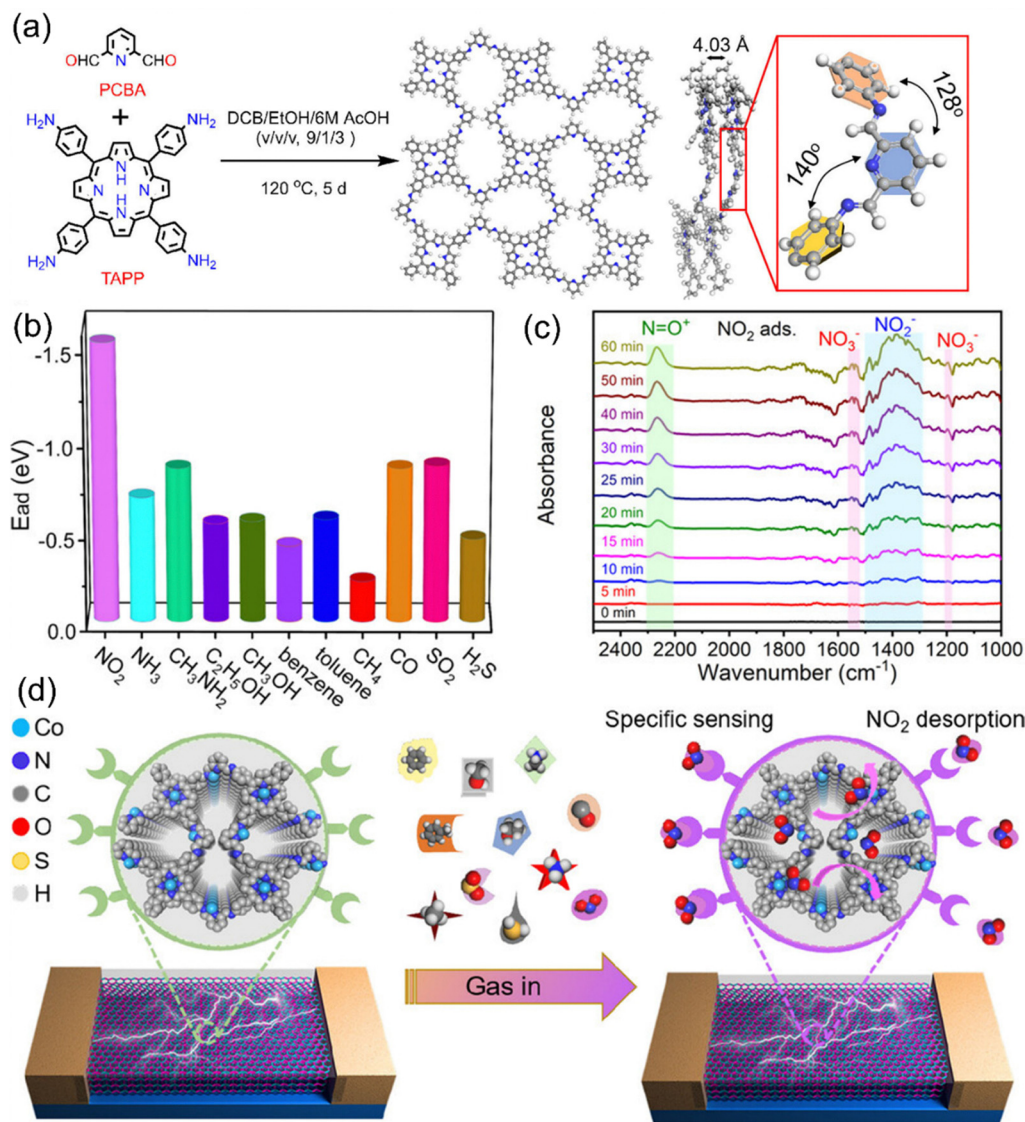 (a)
OHC N CHO
PCBA
+
H₂N NH₂
N
H
N N
H
N
H₂N NH₂
TAPP
DCB/EtOH/6M AcOH
(v/v/v, 9/1/3 )
120 °C, 5 d
4.03 Å
128°
140°
(b)
Ead (eV)
-1.5
-1.0
-0.5
0.0
NO₂
NH₃
CH₃NH₂
C₂H₅OH
CH₃OH
benzene
toluene
CH₄
CO
SO₂
H₂S
(c)
N=O⁺ NO₂ ads. NO₃⁻ NO₂⁻ NO₃⁻
60 min
50 min
40 min
30 min
25 min
20 min
15 min
10 min
5 min
0 min
Absorbance
2400 2200 2000 1800 1600 1400 1200 1000
Wavenumber (cm⁻¹)
(d)
Co
N
C
O
S
H
Gas in
Specific sensing NO₂ desorption